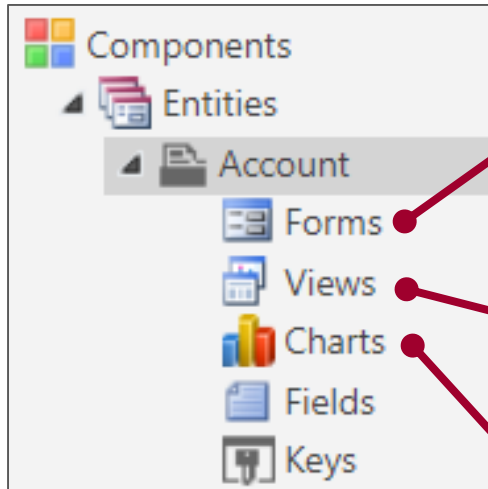 Components
Entities
Account
Forms
Views
Charts
Fields
Keys